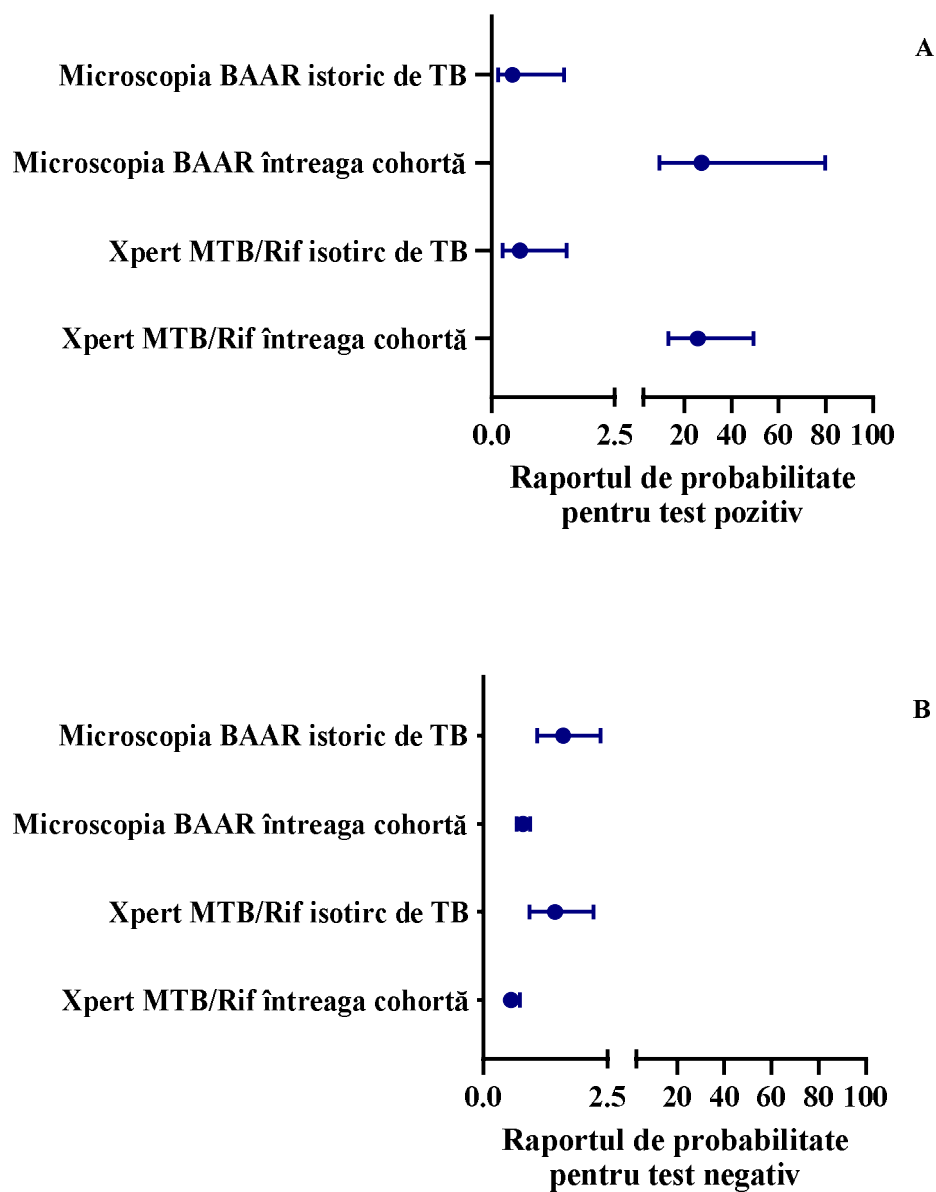 A
Microscopia BAAR istoric de TB
Microscopia BAAR întreaga cohortă
Xpert MTB/Rif isotirc de TB
Xpert MTB/Rif întreaga cohortă
0.0 2.5 20 40 60 80 100
Raportul de probabilitate
pentru test pozitiv
B
Microscopia BAAR istoric de TB
Microscopia BAAR întreaga cohortă
Xpert MTB/Rif isotirc de TB
Xpert MTB/Rif întreaga cohortă
0.0 2.5 20 40 60 80 100
Raportul de probabilitate
pentru test negativ